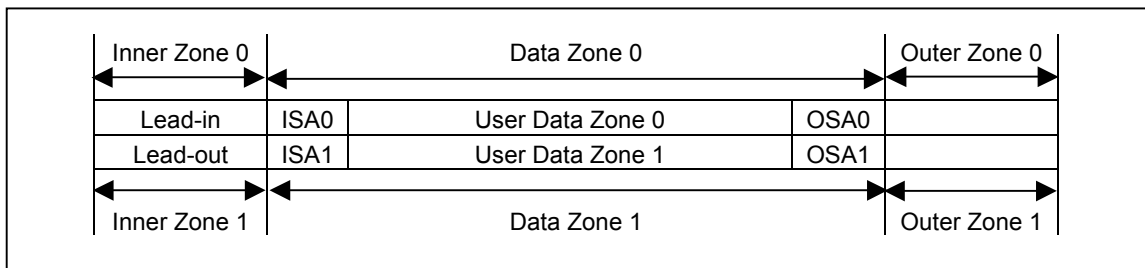 Inner Zone 0 Data Zone 0 Outer Zone 0
Lead-in ISA0 User Data Zone 0 OSA0
Lead-out ISA1 User Data Zone 1 OSA1
Inner Zone 1 Data Zone 1 Outer Zone 1